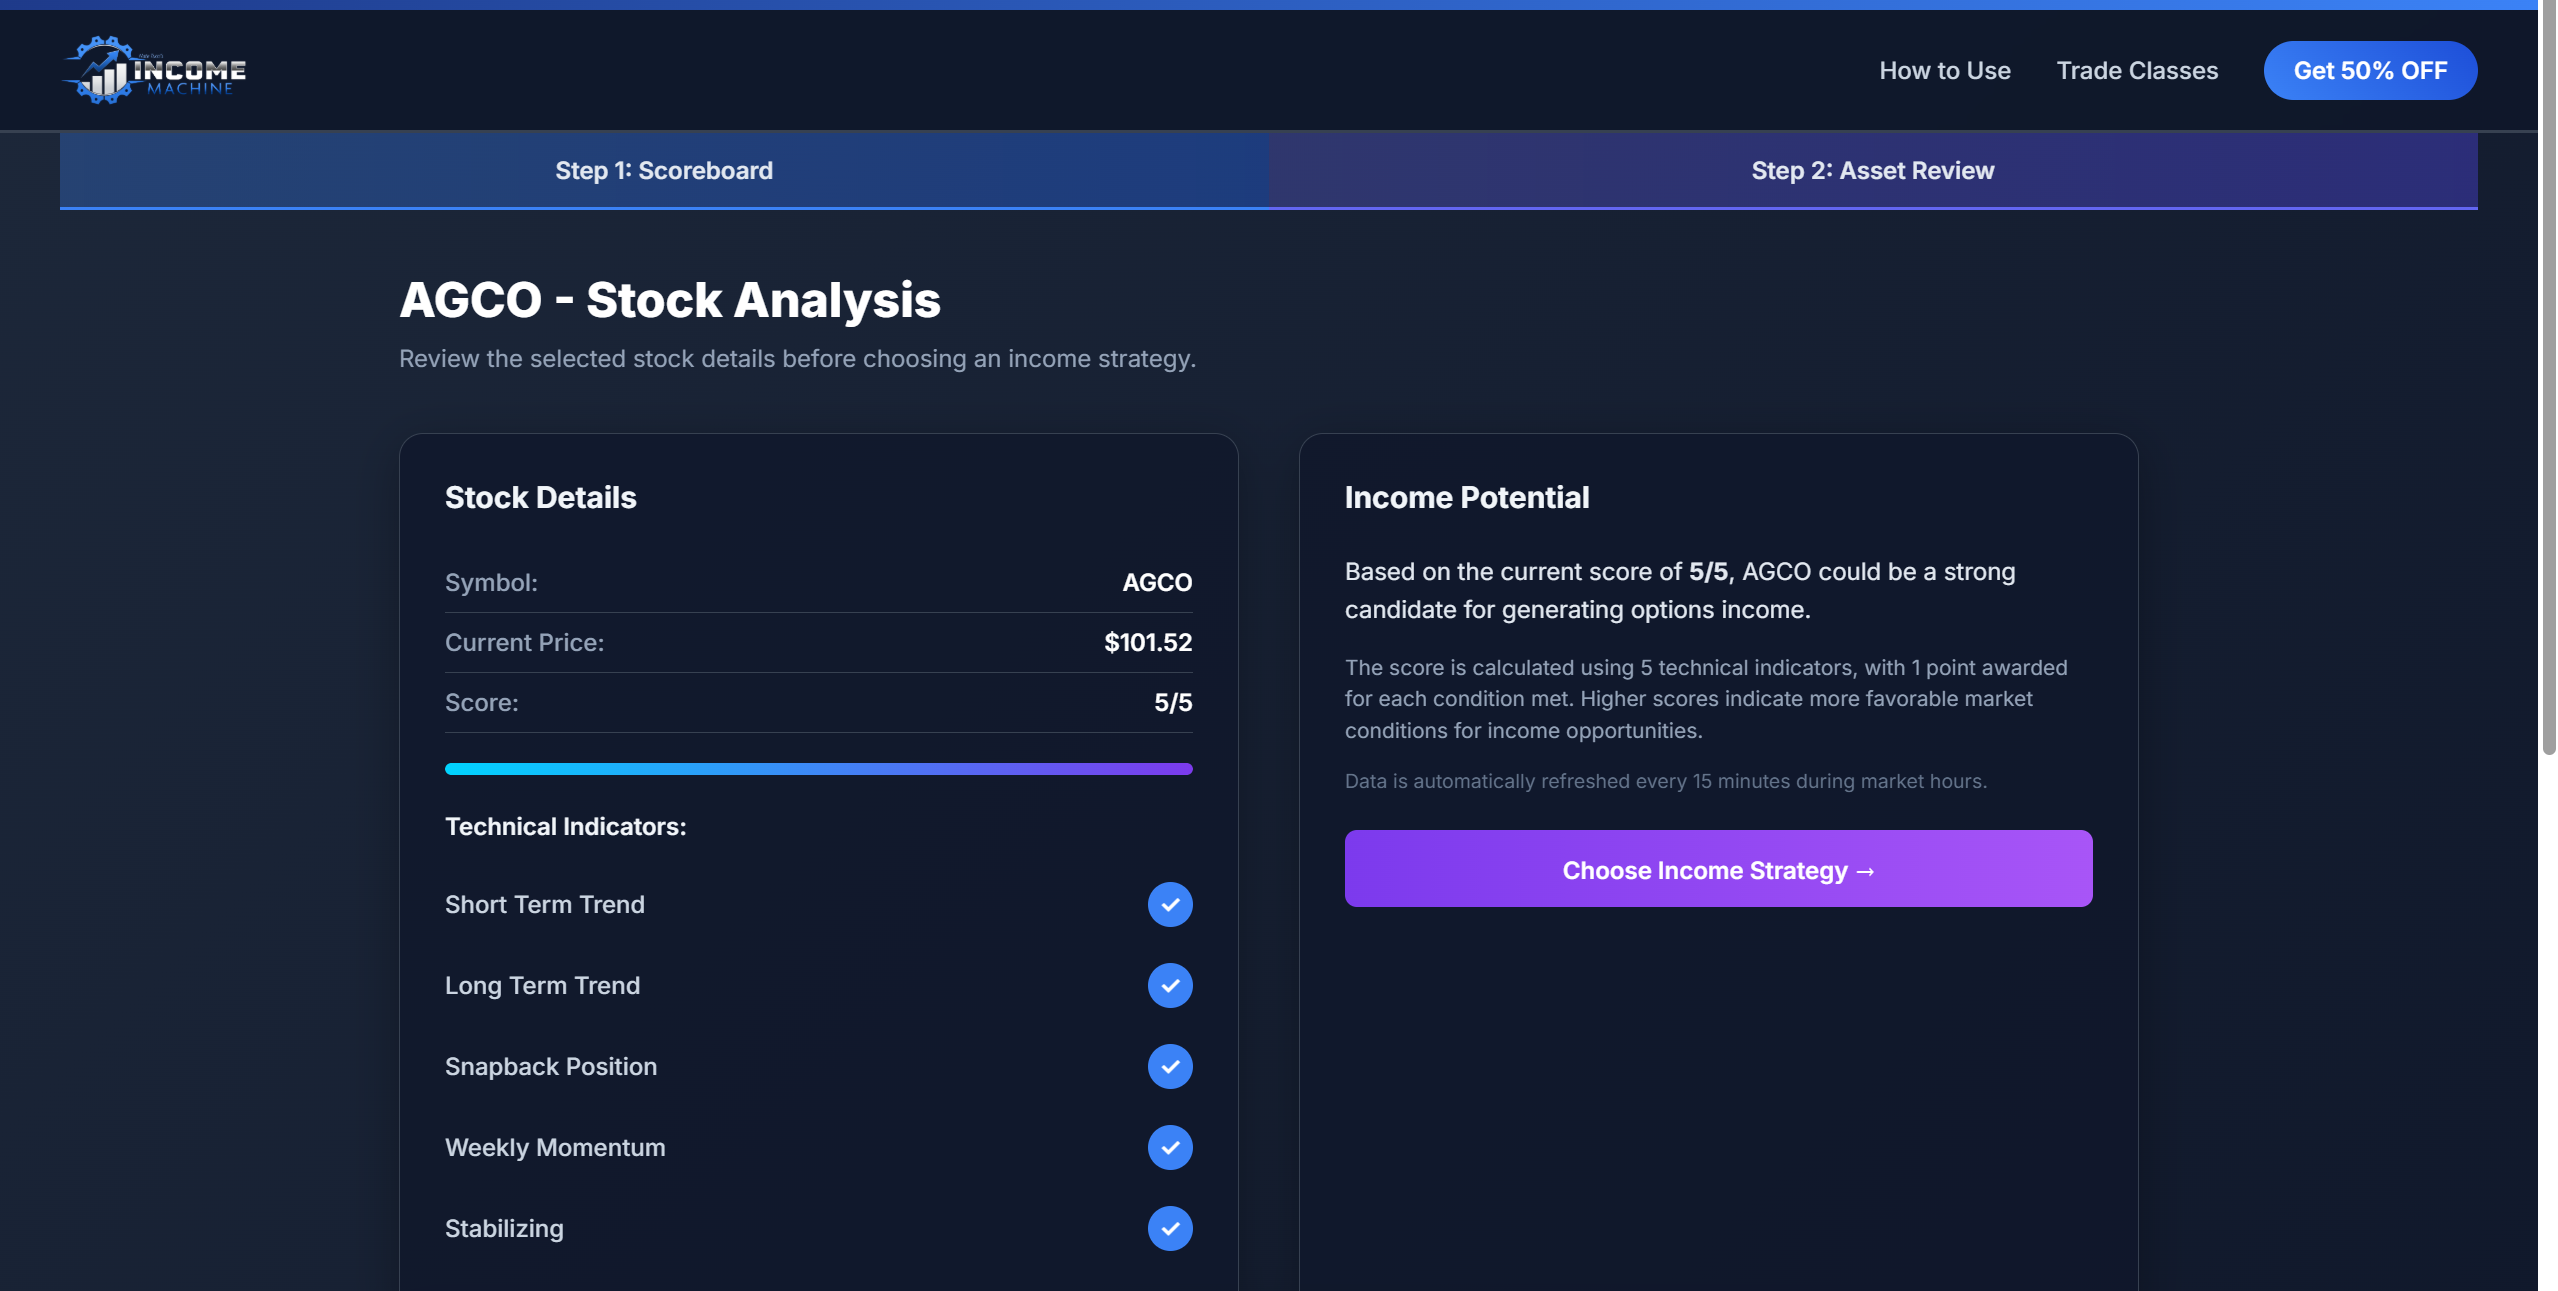 INCOME
MACHINE
How to Use
Trade Classes
Get 50% OFF
Step 1: Scoreboard
Step 2: Asset Review
AGCO - Stock Analysis
Review the selected stock details before choosing an income strategy.
Stock Details
Symbol:
AGCO
Current Price:
$101.52
Score:
5/5
Technical Indicators:
Short Term Trend
Long Term Trend
Snapback Position
Weekly Momentum
Stabilizing
Income Potential
Based on the current score of 5/5, AGCO could be a strong
candidate for generating options income.
The score is calculated using 5 technical indicators, with 1 point awarded
for each condition met. Higher scores indicate more favorable market
conditions for income opportunities.
Data is automatically refreshed every 15 minutes during market hours.
Choose Income Strategy →